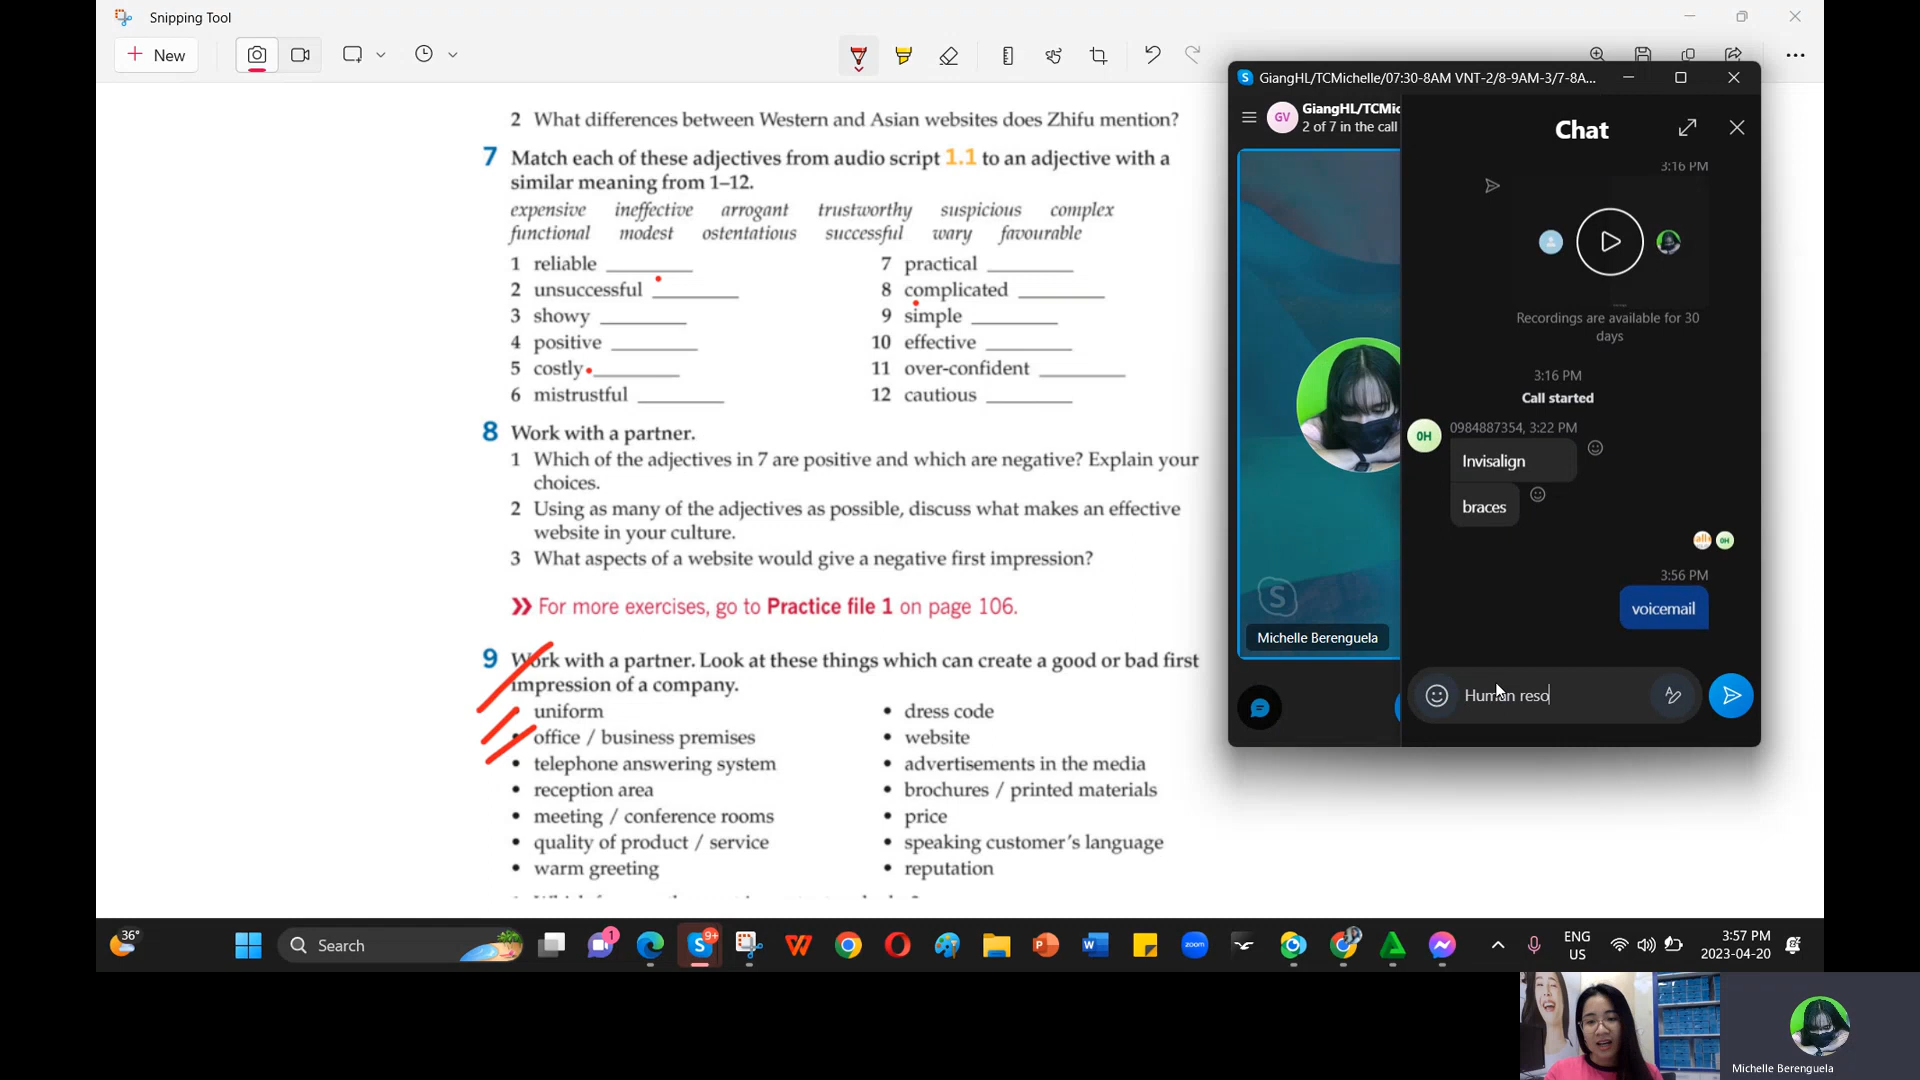 Snipping Tool
New
2 What differences between Western and Asian websites does Zhifu mention?
7 Match each of these adjectives from audio script 1.1 to an adjective with a
similar meaning from 1–12.
expensive ineffective arrogant trustworthy suspicious complex
functional modest ostentatious successful wary favourable
1 reliable
2 unsuccessful
3 showy
4 positive
5 costly
6 mistrustful
7 practical
8 complicated
9 simple
10 effective
11 over-confident
12 cautious
8 Work with a partner.
1 Which of the adjectives in 7 are positive and which are negative? Explain your
choices.
2 Using as many of the adjectives as possible, discuss what makes an effective
website in your culture.
3 What aspects of a website would give a negative first impression?
For more exercises, go to Practice file 1 on page 106.
9 Work with a partner. Look at these things which can create a good or bad first
impression of a company.
• uniform
• office / business premises
• telephone answering system
• reception area
• meeting / conference rooms
• quality of product / service
• warm greeting
• dress code
• website
• advertisements in the media
• brochures / printed materials
• price
• speaking customer's language
• reputation
GiangHL/TCMichelle/07:30-8AM VNT-2/8-9AM-3/7-8A...
GV
GiangHL/TCMic
2 of 7 in the call
Michelle Berenguela
Chat
3:16 PM
Recordings are available for 30
days
3:16 PM
Call started
0984887354, 3:22 PM
0H
Invisalign
braces
0H
3:56 PM
voicemail
Human reso
36°
Search
1
9+
zoom
ENG
US
3:57 PM
2023-04-20
Michelle Berenguela